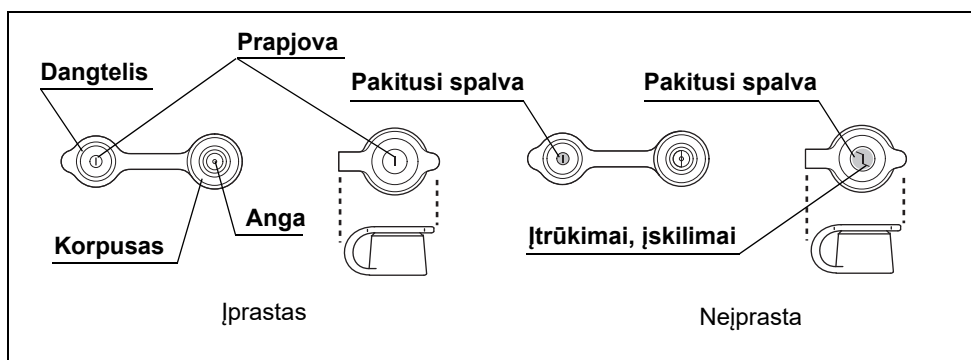 Prapjova
Dangtelis
Pakitusi spalva
Pakitusi spalva
Anga
Korpusas
Įtrūkimai, įskilimai
Įprastas
Neįprasta